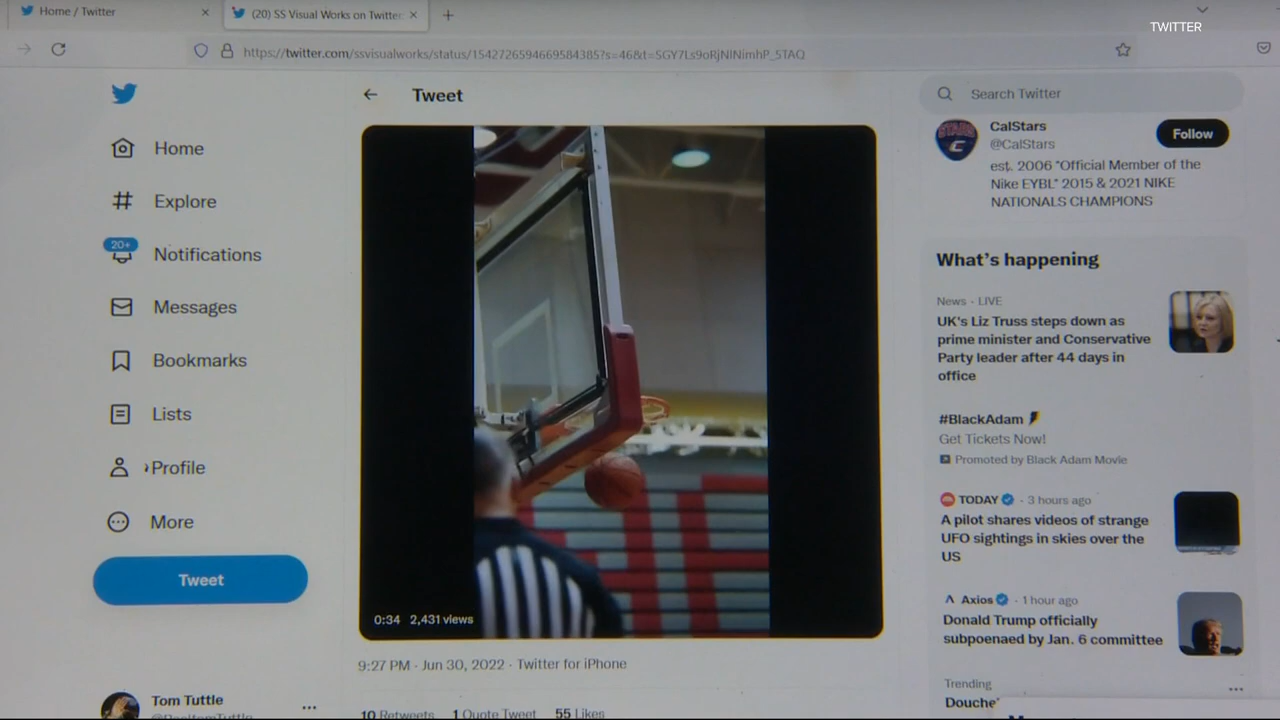 Home / Twitter
(20) SS Visual Works on Twitter
TWITTER
https://twitter.com/ssvisualworks/status/1542726594669584385?s=46&t=5GY7Ls9oRjNINimhP_5TAQ
Home
Explore
20+
Notifications
Messages
Bookmarks
Lists
Profile
More
Tweet
Tom Tuttle
Tweet
STARS
C
0:34 2,431 views
9:27 PM · Jun 30, 2022 · Twitter for iPhone
10 Retweets 1 Quote Tweet 55 Likes
Search Twitter
CalStars
@CalStars
Follow
est. 2006 "Official Member of the
Nike EYBL" 2015 & 2021 NIKE
NATIONALS CHAMPIONS
What's happening
News · LIVE
UK's Liz Truss steps down as
prime minister and Conservative
Party leader after 44 days in
office
#BlackAdam
Get Tickets Now!
Promoted by Black Adam Movie
TODAY · 3 hours ago
A pilot shares videos of strange
UFO sightings in skies over the
US
Axios · 1 hour ago
Donald Trump officially
subpoenaed by Jan. 6 committee
Trending
Douche'